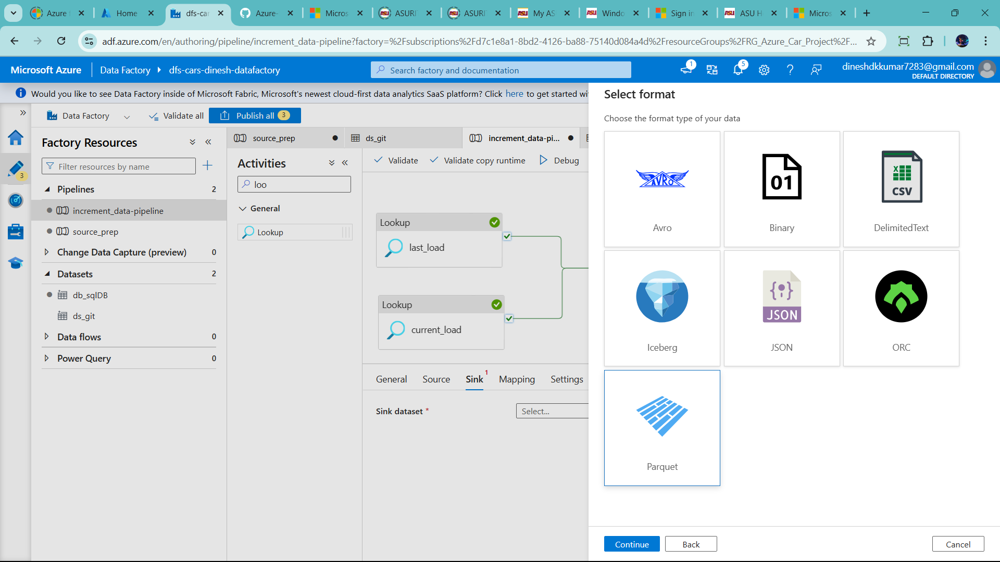 Azure
Home
dfs-car
Azure-
Micros
ASURI
ASURI
My AS
Windo
Sign in
ASU H
Micros
adf.azure.com/en/authoring/pipeline/increment_data-pipeline?factory=%2Fsubscriptions%2Fd7c1e8a1-8bd2-4126-ba88-75140d084a4d%2FresourceGroups%2FRG_Azure_Car_Project%2F...
Microsoft Azure
Data Factory
dfs-cars-dinesh-datafactory
Search factory and documentation
1
5
dineshdkkumar7283@gmail.com
DEFAULT DIRECTORY
Would you like to see Data Factory inside of Microsoft Fabric, Microsoft's newest cloud-first data analytics SaaS platform? Click here to get started wi
Data Factory
Validate all
Publish all 3
3
Factory Resources
Filter resources by name
Pipelines 2
increment_data-pipeline
source_prep
Change Data Capture (preview) 0
Datasets 2
db_sqlDB
ds_git
Data flows 0
Power Query 0
source_prep
ds_git
increment_data-pi...
Activities
loo
General
Lookup
Validate
Validate copy runtime
Debug
Lookup
last_load
Lookup
current_load
General
Source
Sink 1
Mapping
Settings
Sink dataset *
Select...
Select format
Choose the format type of your data
AVRO
Avro
01
Binary
X
CSV
DelimitedText
Iceberg
{ }
JSON
JSON
ORC
Parquet
Continue
Back
Cancel